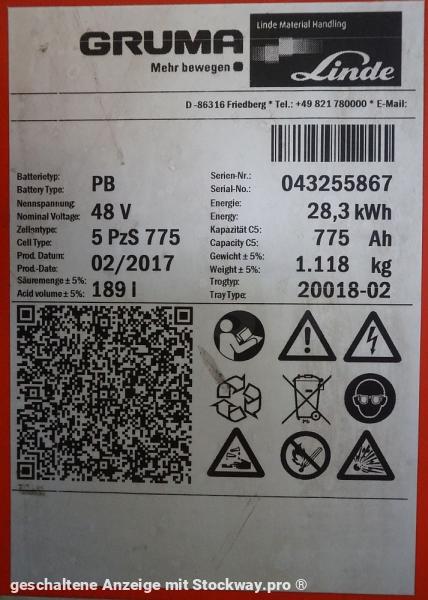 GRUMA
Mehr bewegen
Linde Material Handling
Linde
D -86316 Friedberg * Tel.: +49 821 780000 * E-Mail:
Batterietyp:
Battery Type: PB
Serien-Nr.:
Serial-No.: 043255867
Nennspannung:
Nominal Voltage: 48 V
Energie:
Energy: 28,3 kWh
Zellentype:
Cell Type: 5 PzS 775
Kapazität C5:
Capacity C5: 775 Ah
Prod. Datum:
Prod.-Date: 02/2017
Gewicht ± 5%:
Weight ± 5%: 1.118 kg
Säuremenge ± 5%:
Acid volume ± 5%: 189 l
Trogtyp:
Tray Type: 20018-02
Pb
geschaltene Anzeige mit Stockway.pro ®